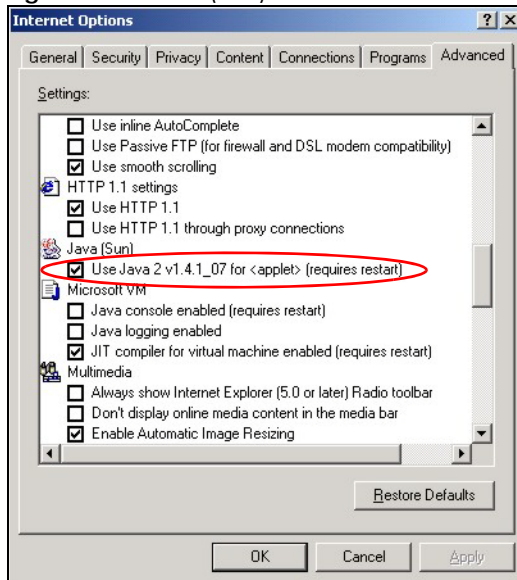 Internet Options
General Security Privacy Content Connections Programs Advanced
Settings:
Use inline AutoComplete
Use Passive FTP (for firewall and DSL modem compatibility)
Use smooth scrolling
HTTP 1.1 settings
Use HTTP 1.1
Use HTTP 1.1 through proxy connections
Java (Sun)
Use Java 2 v1.4.1_07 for <applet> (requires restart)
Microsoft VM
Java console enabled (requires restart)
Java logging enabled
JIT compiler for virtual machine enabled (requires restart)
Multimedia
Always show Internet Explorer (5.0 or later) Radio toolbar
Don't display online media content in the media bar
Enable Automatic Image Resizing
Restore Defaults
OK Cancel Apply